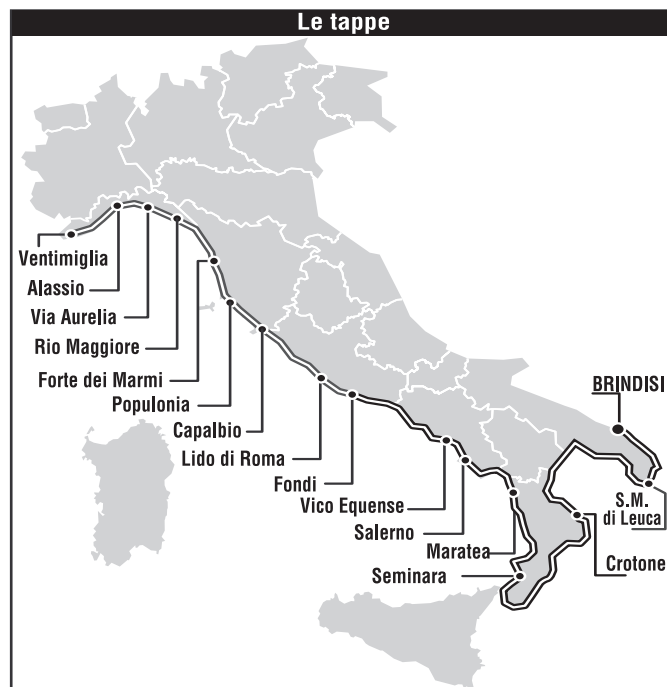 Le tappe
Ventimiglia
Alassio
Via Aurelia
Rio Maggiore
Forte dei Marmi
Populonia
Capalbio
Lido di Roma
Fondi
Vico Equense
Salerno
Maratea
Seminara
BRINDISI
S.M.
di Leuca
Crotone